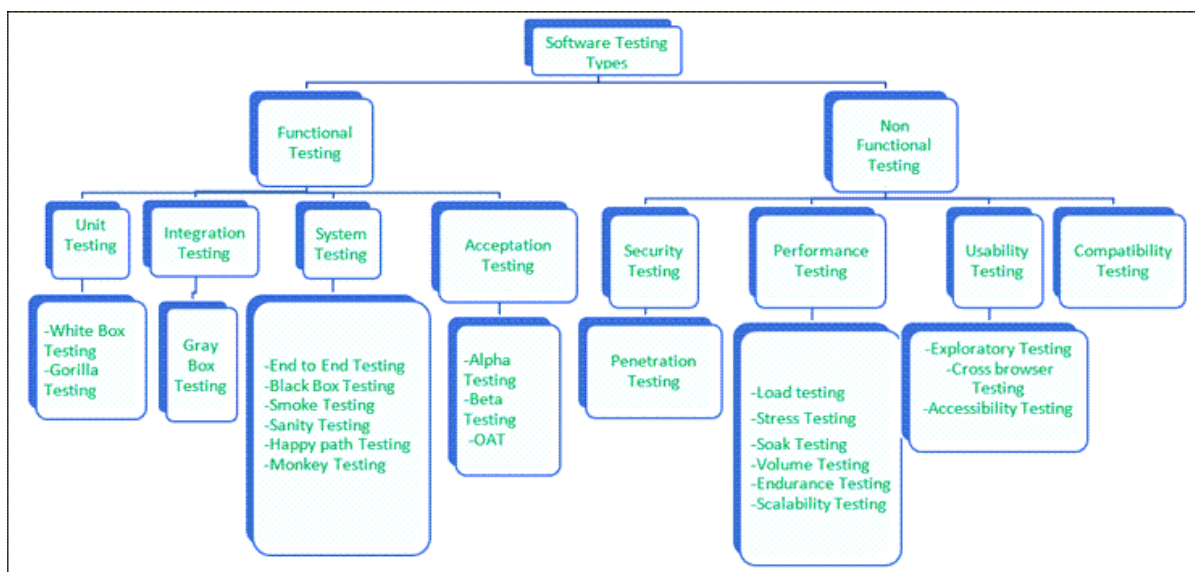 Software Testing
Types
Functional
Testing
Non
Functional
Testing
Unit
Testing
Integration
Testing
System
Testing
Acceptation
Testing
Security
Testing
Performance
Testing
Usability
Testing
Compatibility
Testing
-White Box
Testing
-Gorilla
Testing
Gray
Box
Testing
-End to End Testing
-Black Box Testing
-Smoke Testing
-Sanity Testing
-Happy path Testing
-Monkey Testing
-Alpha
Testing
-Beta
Testing
-OAT
Penetration
Testing
-Load testing
-Stress Testing
-Soak Testing
-Volume Testing
-Endurance Testing
-Scalability Testing
-Exploratory Testing
-Cross browser
Testing
-Accessibility Testing